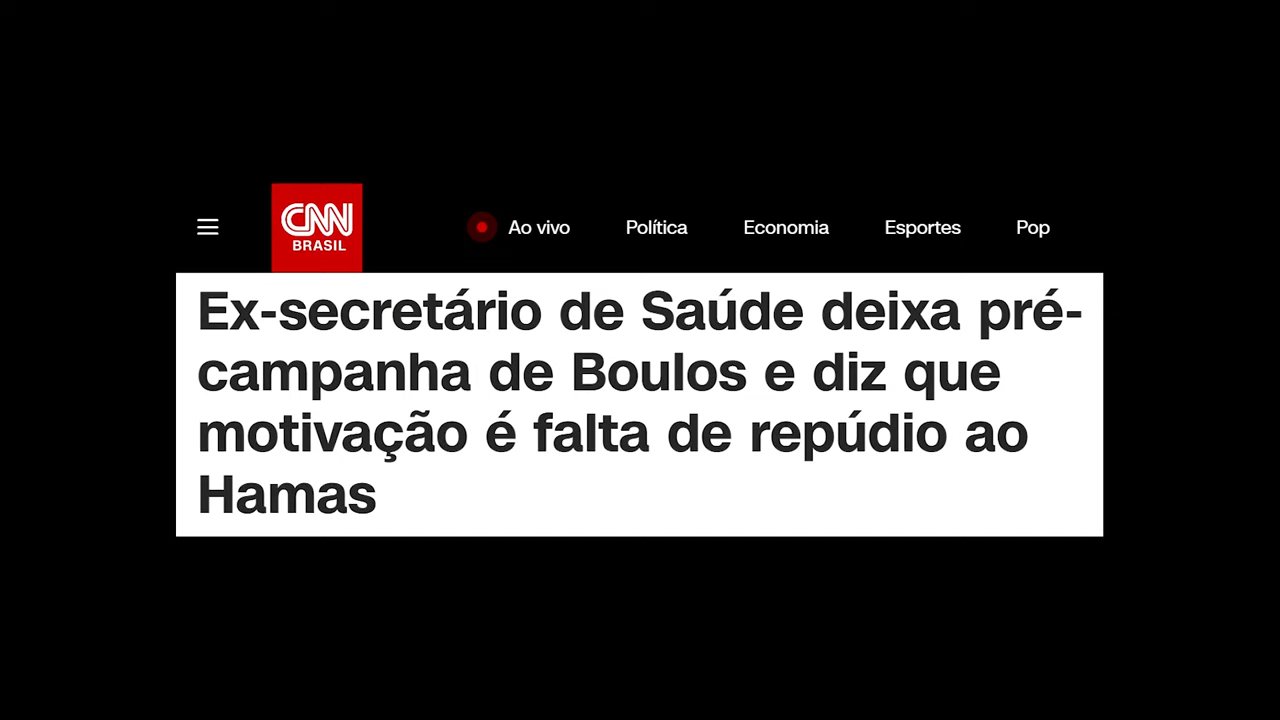 CNN
BRASIL
Ao vivo Política Economia Esportes Pop
Ex-secretário de Saúde deixa pré-
campanha de Boulos e diz que
motivação é falta de repúdio ao
Hamas